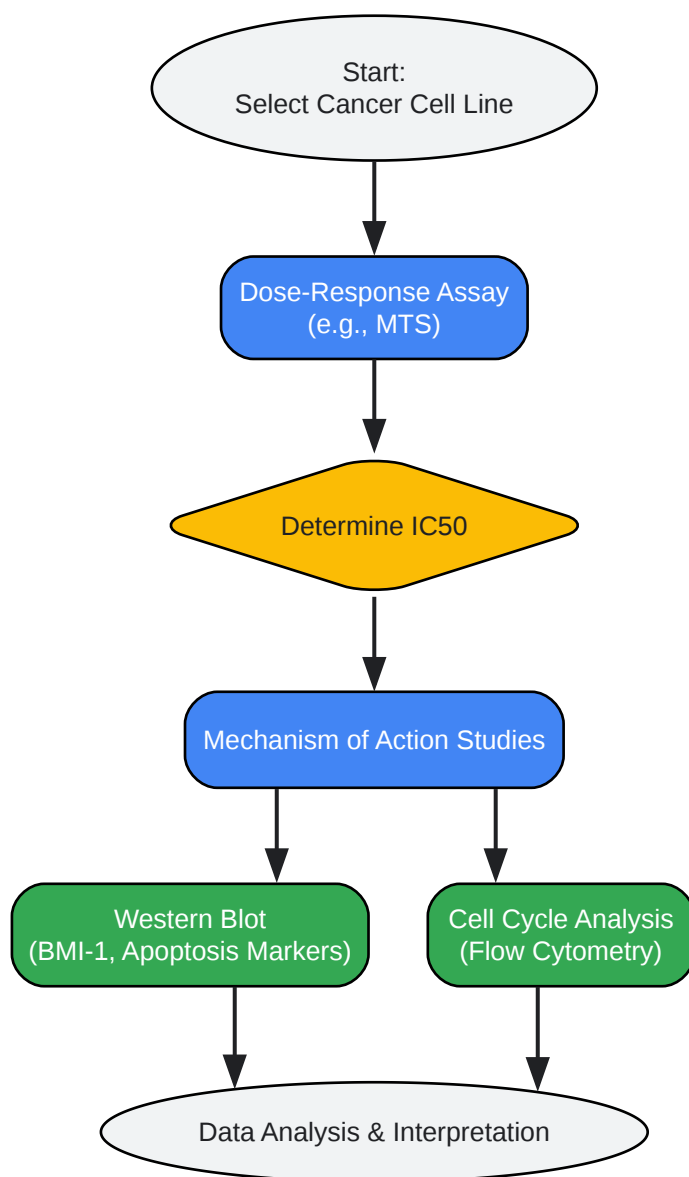 Start:
Select Cancer Cell Line
Dose-Response Assay
(e.g., MTS)
Determine IC50
Mechanism of Action Studies
Western Blot
(BMI-1, Apoptosis Markers)
Cell Cycle Analysis
(Flow Cytometry)
Data Analysis & Interpretation